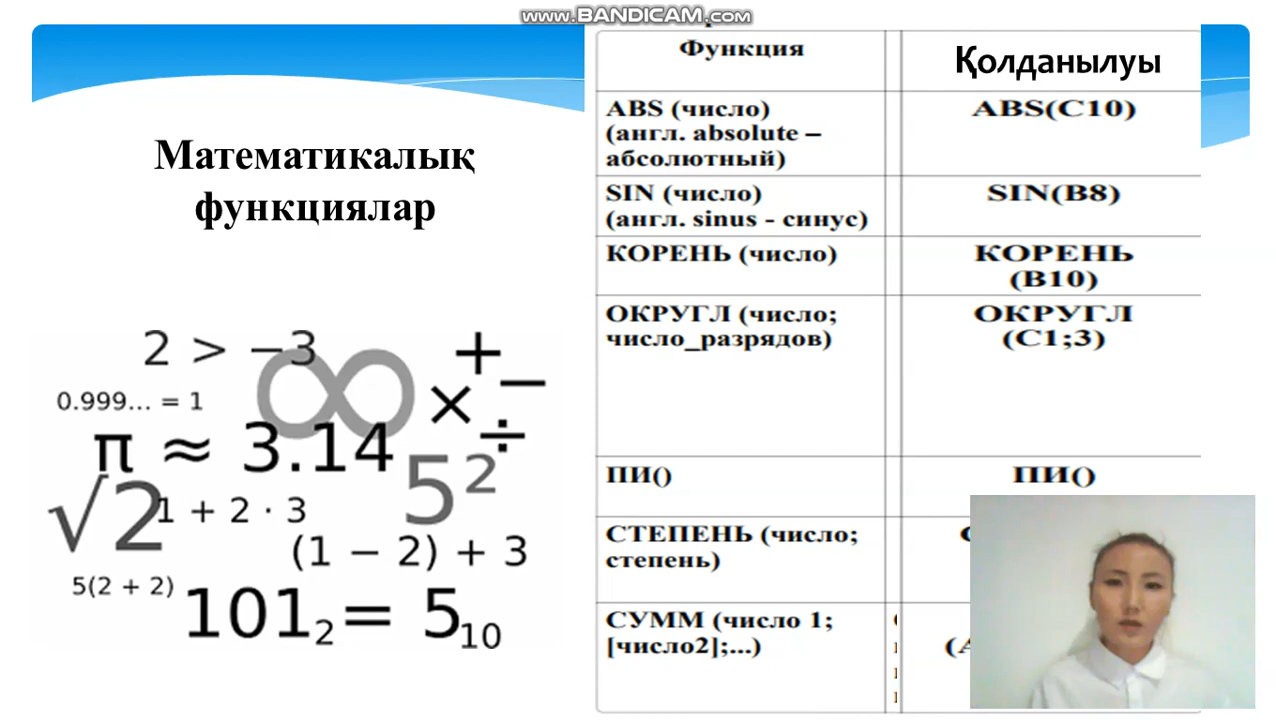 www.BANDICAM.com
Математикалық
функциялар
2 > −3
∞
+
−
×
÷
0.999... = 1
π ≈ 3.14
5²
√2
1 + 2 · 3
(1 − 2) + 3
5(2 + 2)
101₂ = 5₁₀
Функция
Қолданылуы
ABS (число)
(англ. absolute –
абсолютный)
ABS(C10)
SIN (число)
(англ. sinus - синус)
SIN(B8)
КОРЕНЬ (число)
КОРЕНЬ
(B10)
ОКРУГЛ (число;
число_разрядов)
ОКРУГЛ
(C1;3)
ПИ()
ПИ()
СТЕПЕНЬ (число;
степень)
СУММ (число 1;
[число2];...)